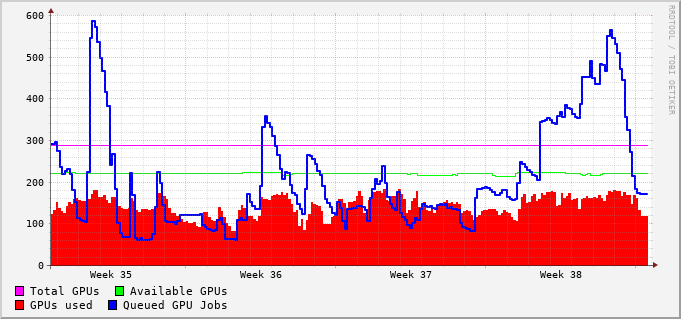 600
500
400
300
200
100
0
Week 35 Week 36 Week 37 Week 38
Total GPUs Available GPUs
GPUs used Queued GPU Jobs
RRDTOOL / TOBI OETIKER